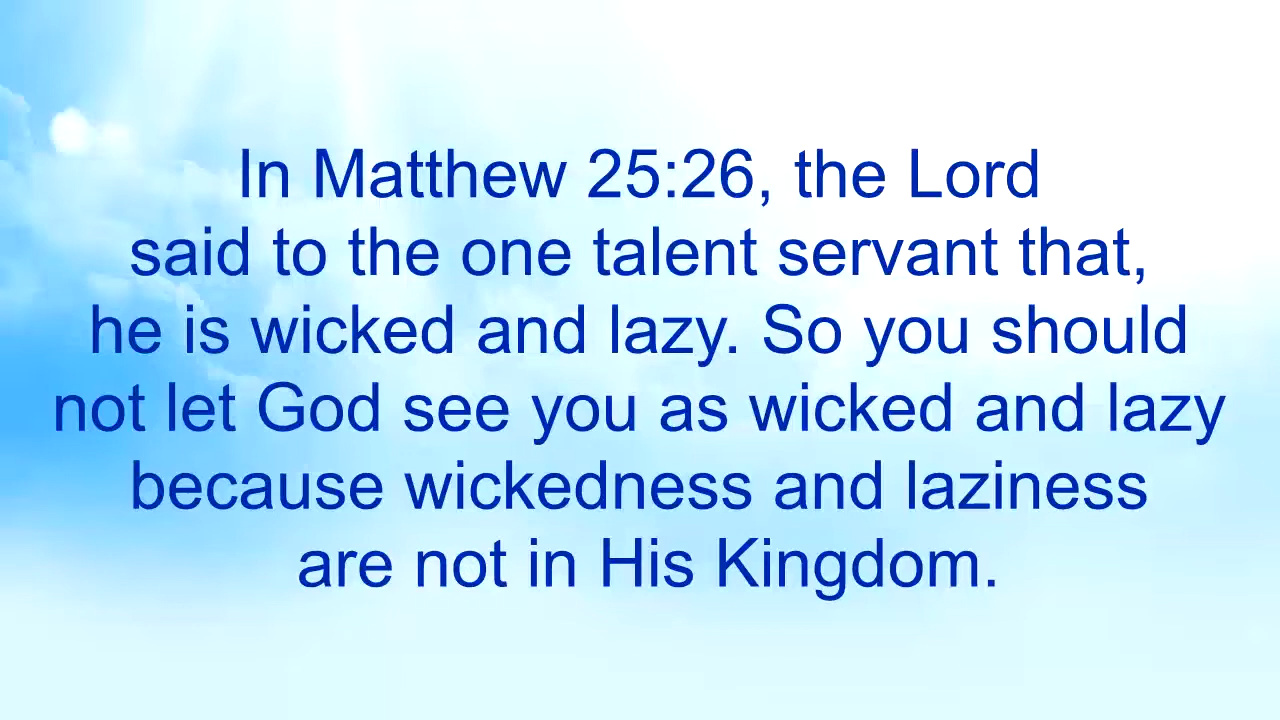 In Matthew 25:26, the Lord
said to the one talent servant that,
he is wicked and lazy. So you should
not let God see you as wicked and lazy
because wickedness and laziness
are not in His Kingdom.